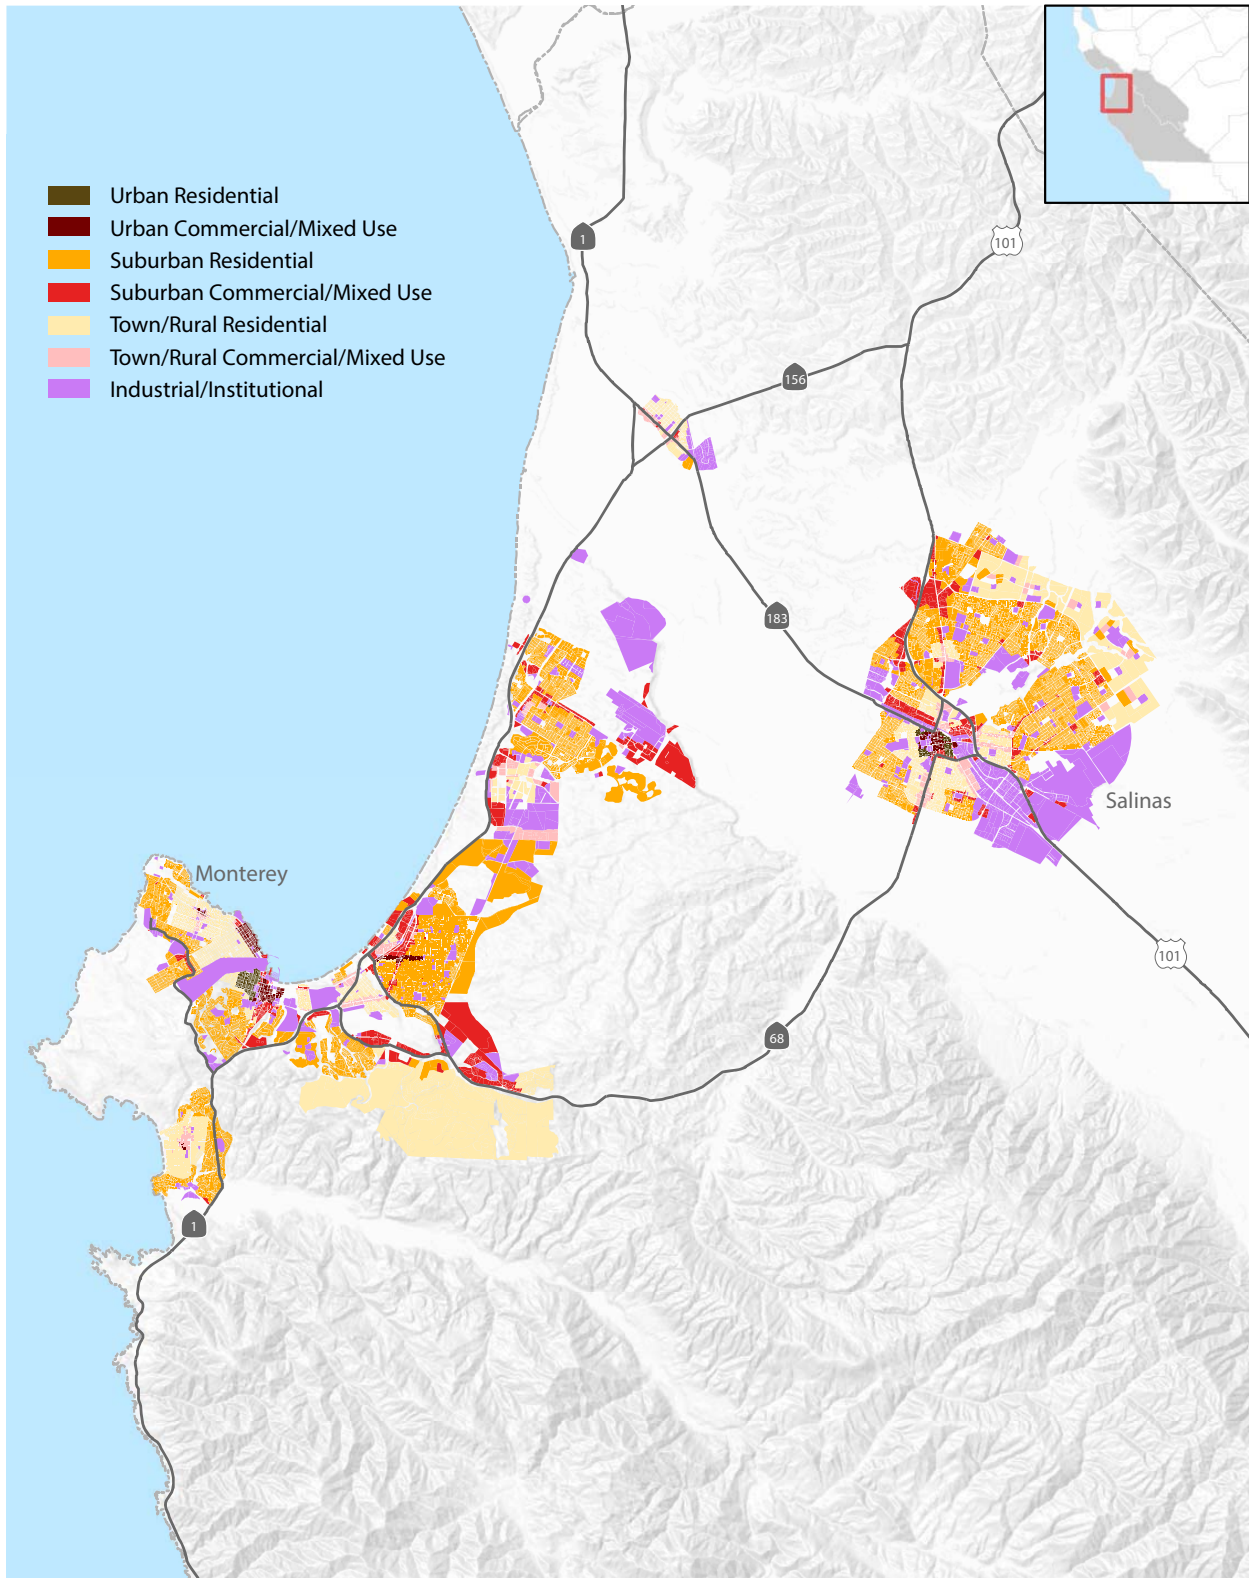 101
1
Urban Residential
Urban Commercial/Mixed Use
Suburban Residential
Suburban Commercial/Mixed Use
Town/Rural Residential
Town/Rural Commercial/Mixed Use
Industrial/Institutional
156
183
Salinas
Monterey
101
68
1